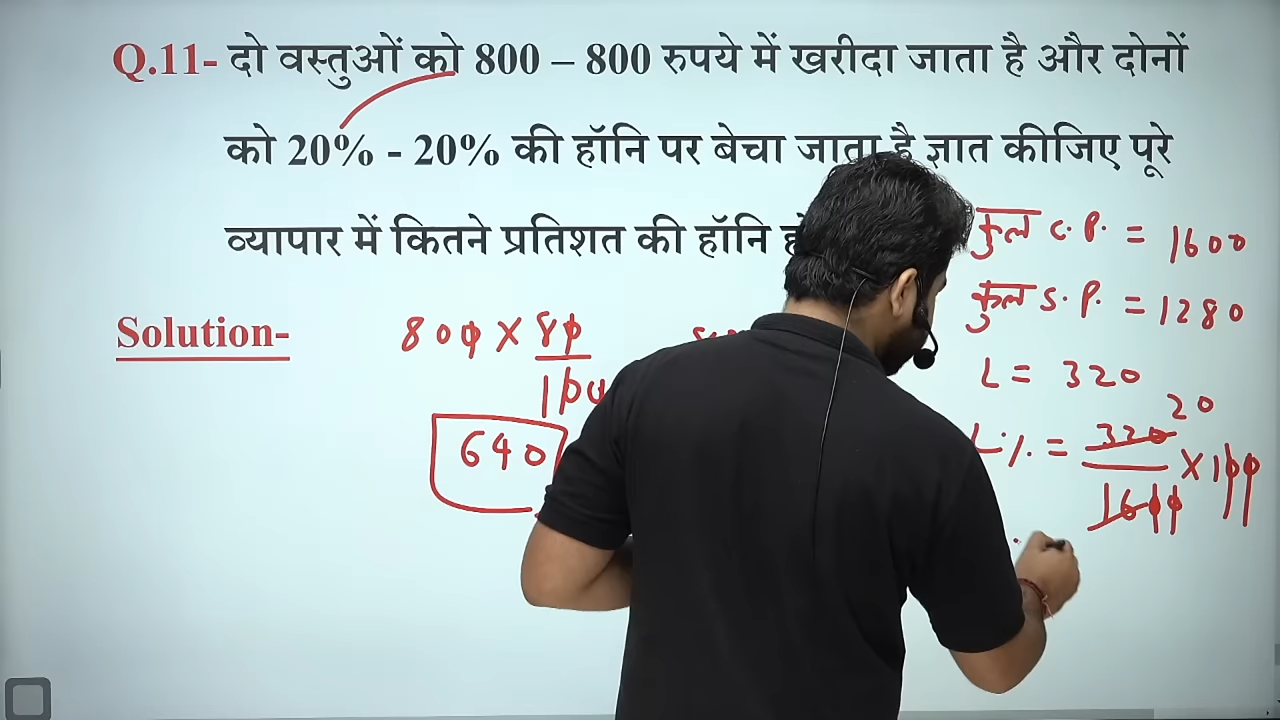 Q.11- दो वस्तुओं को 800 – 800 रुपये में खरीदा जाता है और दोनों
को 20% - 20% की हॉनि पर बेचा जाता है ज्ञात कीजिए पूरे
व्यापार में कितने प्रतिशत की हॉनि
Solution-
800 × 80
100
640
कुल C.P. = 1600
कुल S.P. = 1280
L = 320
20
L% = 320 × 100
1600